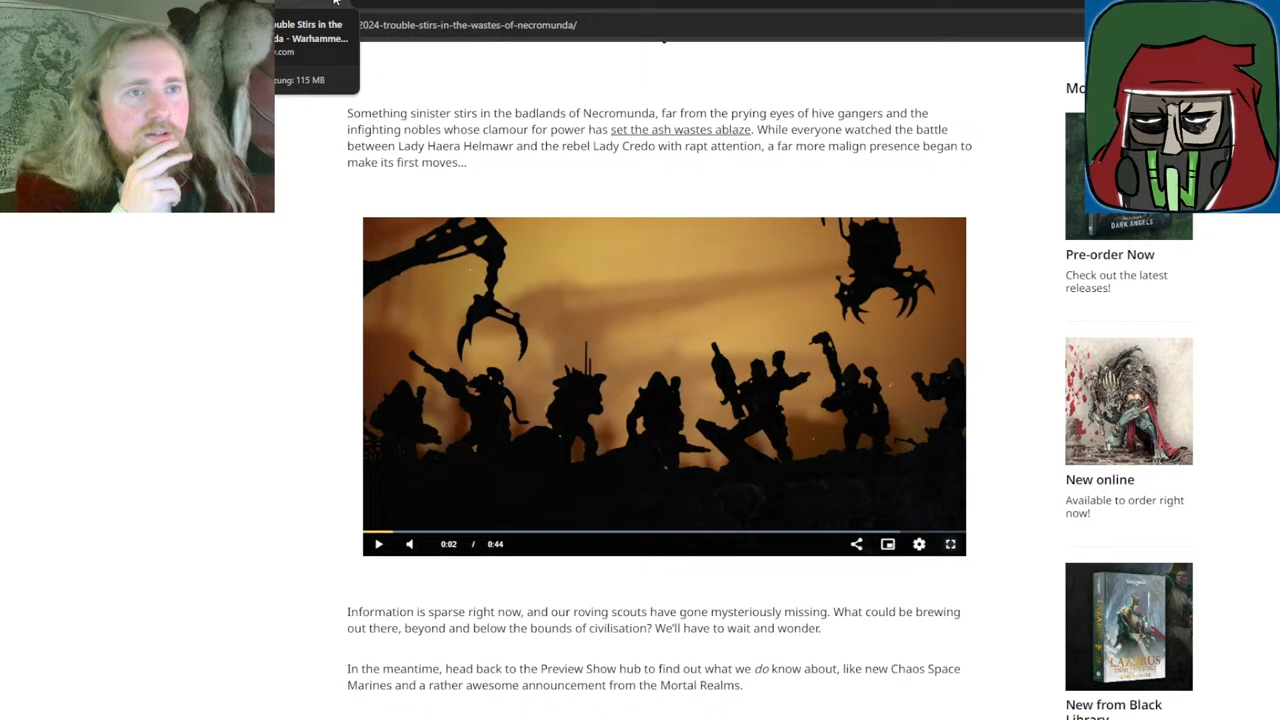 uble Stirs in the
da - Warhamme...
y.com
zung: 115 MB
2024-trouble-stirs-in-the-wastes-of-necromunda/
Something sinister stirs in the badlands of Necromunda, far from the prying eyes of hive gangers and the
infighting nobles whose clamour for power has set the ash wastes ablaze. While everyone watched the battle
between Lady Haera Helmawr and the rebel Lady Credo with rapt attention, a far more malign presence began to
make its first moves...
0:02 / 0:44
Information is sparse right now, and our roving scouts have gone mysteriously missing. What could be brewing
out there, beyond and below the bounds of civilisation? We'll have to wait and wonder.
In the meantime, head back to the Preview Show hub to find out what we do know about, like new Chaos Space
Marines and a rather awesome announcement from the Mortal Realms.
DARK ANGELS
Pre-order Now
Check out the latest
releases!
New online
Available to order right
now!
LAZARUS
New from Black
Library